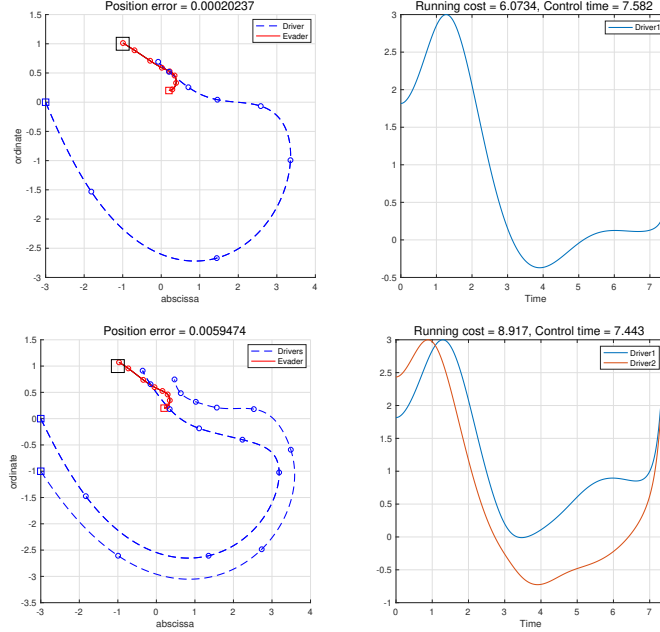 Position error = 0.00020237
1.5
1
0.5
0
-0.5
-1
-1.5
-2
-2.5
-3
ordinate
-3 -2 -1 0 1 2 3 4
abscissa
Driver
Evader
Running cost = 6.0734, Control time = 7.582
3
2.5
2
1.5
1
0.5
0
-0.5
0 1 2 3 4 5 6 7
Time
Driver1
Position error = 0.0059474
1.5
1
0.5
0
-0.5
-1
-1.5
-2
-2.5
-3
-3.5
ordinate
-3 -2 -1 0 1 2 3 4
abscissa
Drivers
Evader
Running cost = 8.917, Control time = 7.443
3
2.5
2
1.5
1
0.5
0
-0.5
-1
0 1 2 3 4 5 6 7
Time
Driver1
Driver2